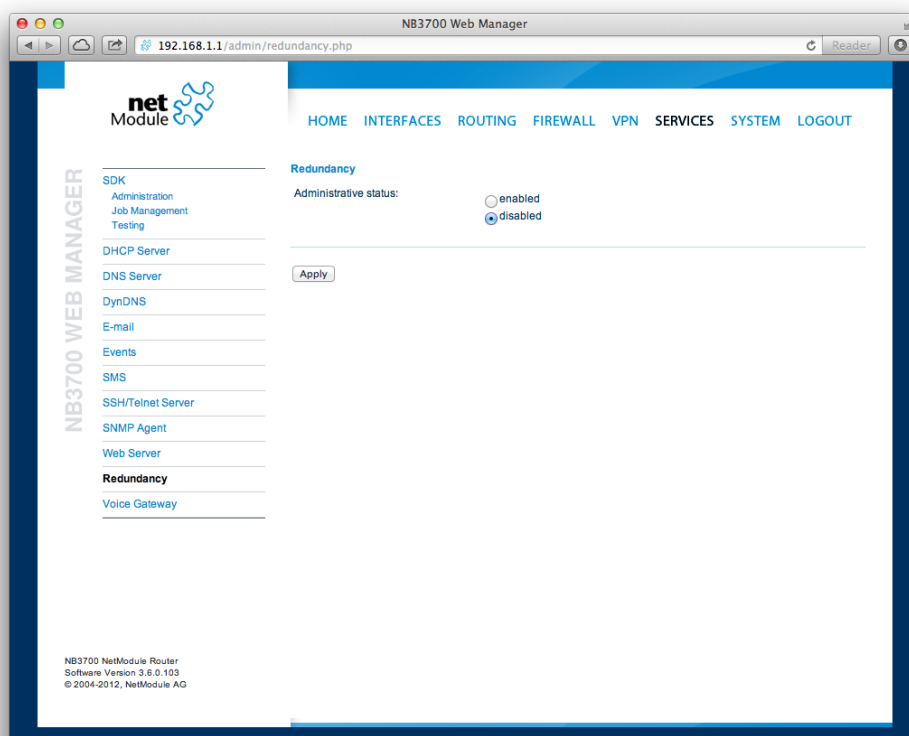 NB3700 Web Manager
192.168.1.1/admin/redundancy.php
Reader
net
Module
HOME INTERFACES ROUTING FIREWALL VPN SERVICES SYSTEM LOGOUT
NB3700 WEB MANAGER
SDK
Administration
Job Management
Testing
DHCP Server
DNS Server
DynDNS
E-mail
Events
SMS
SSH/Telnet Server
SNMP Agent
Web Server
Redundancy
Voice Gateway
Redundancy
Administrative status:
enabled
disabled
Apply
NB3700 NetModule Router
Software Version 3.6.0.103
© 2004-2012, NetModule AG